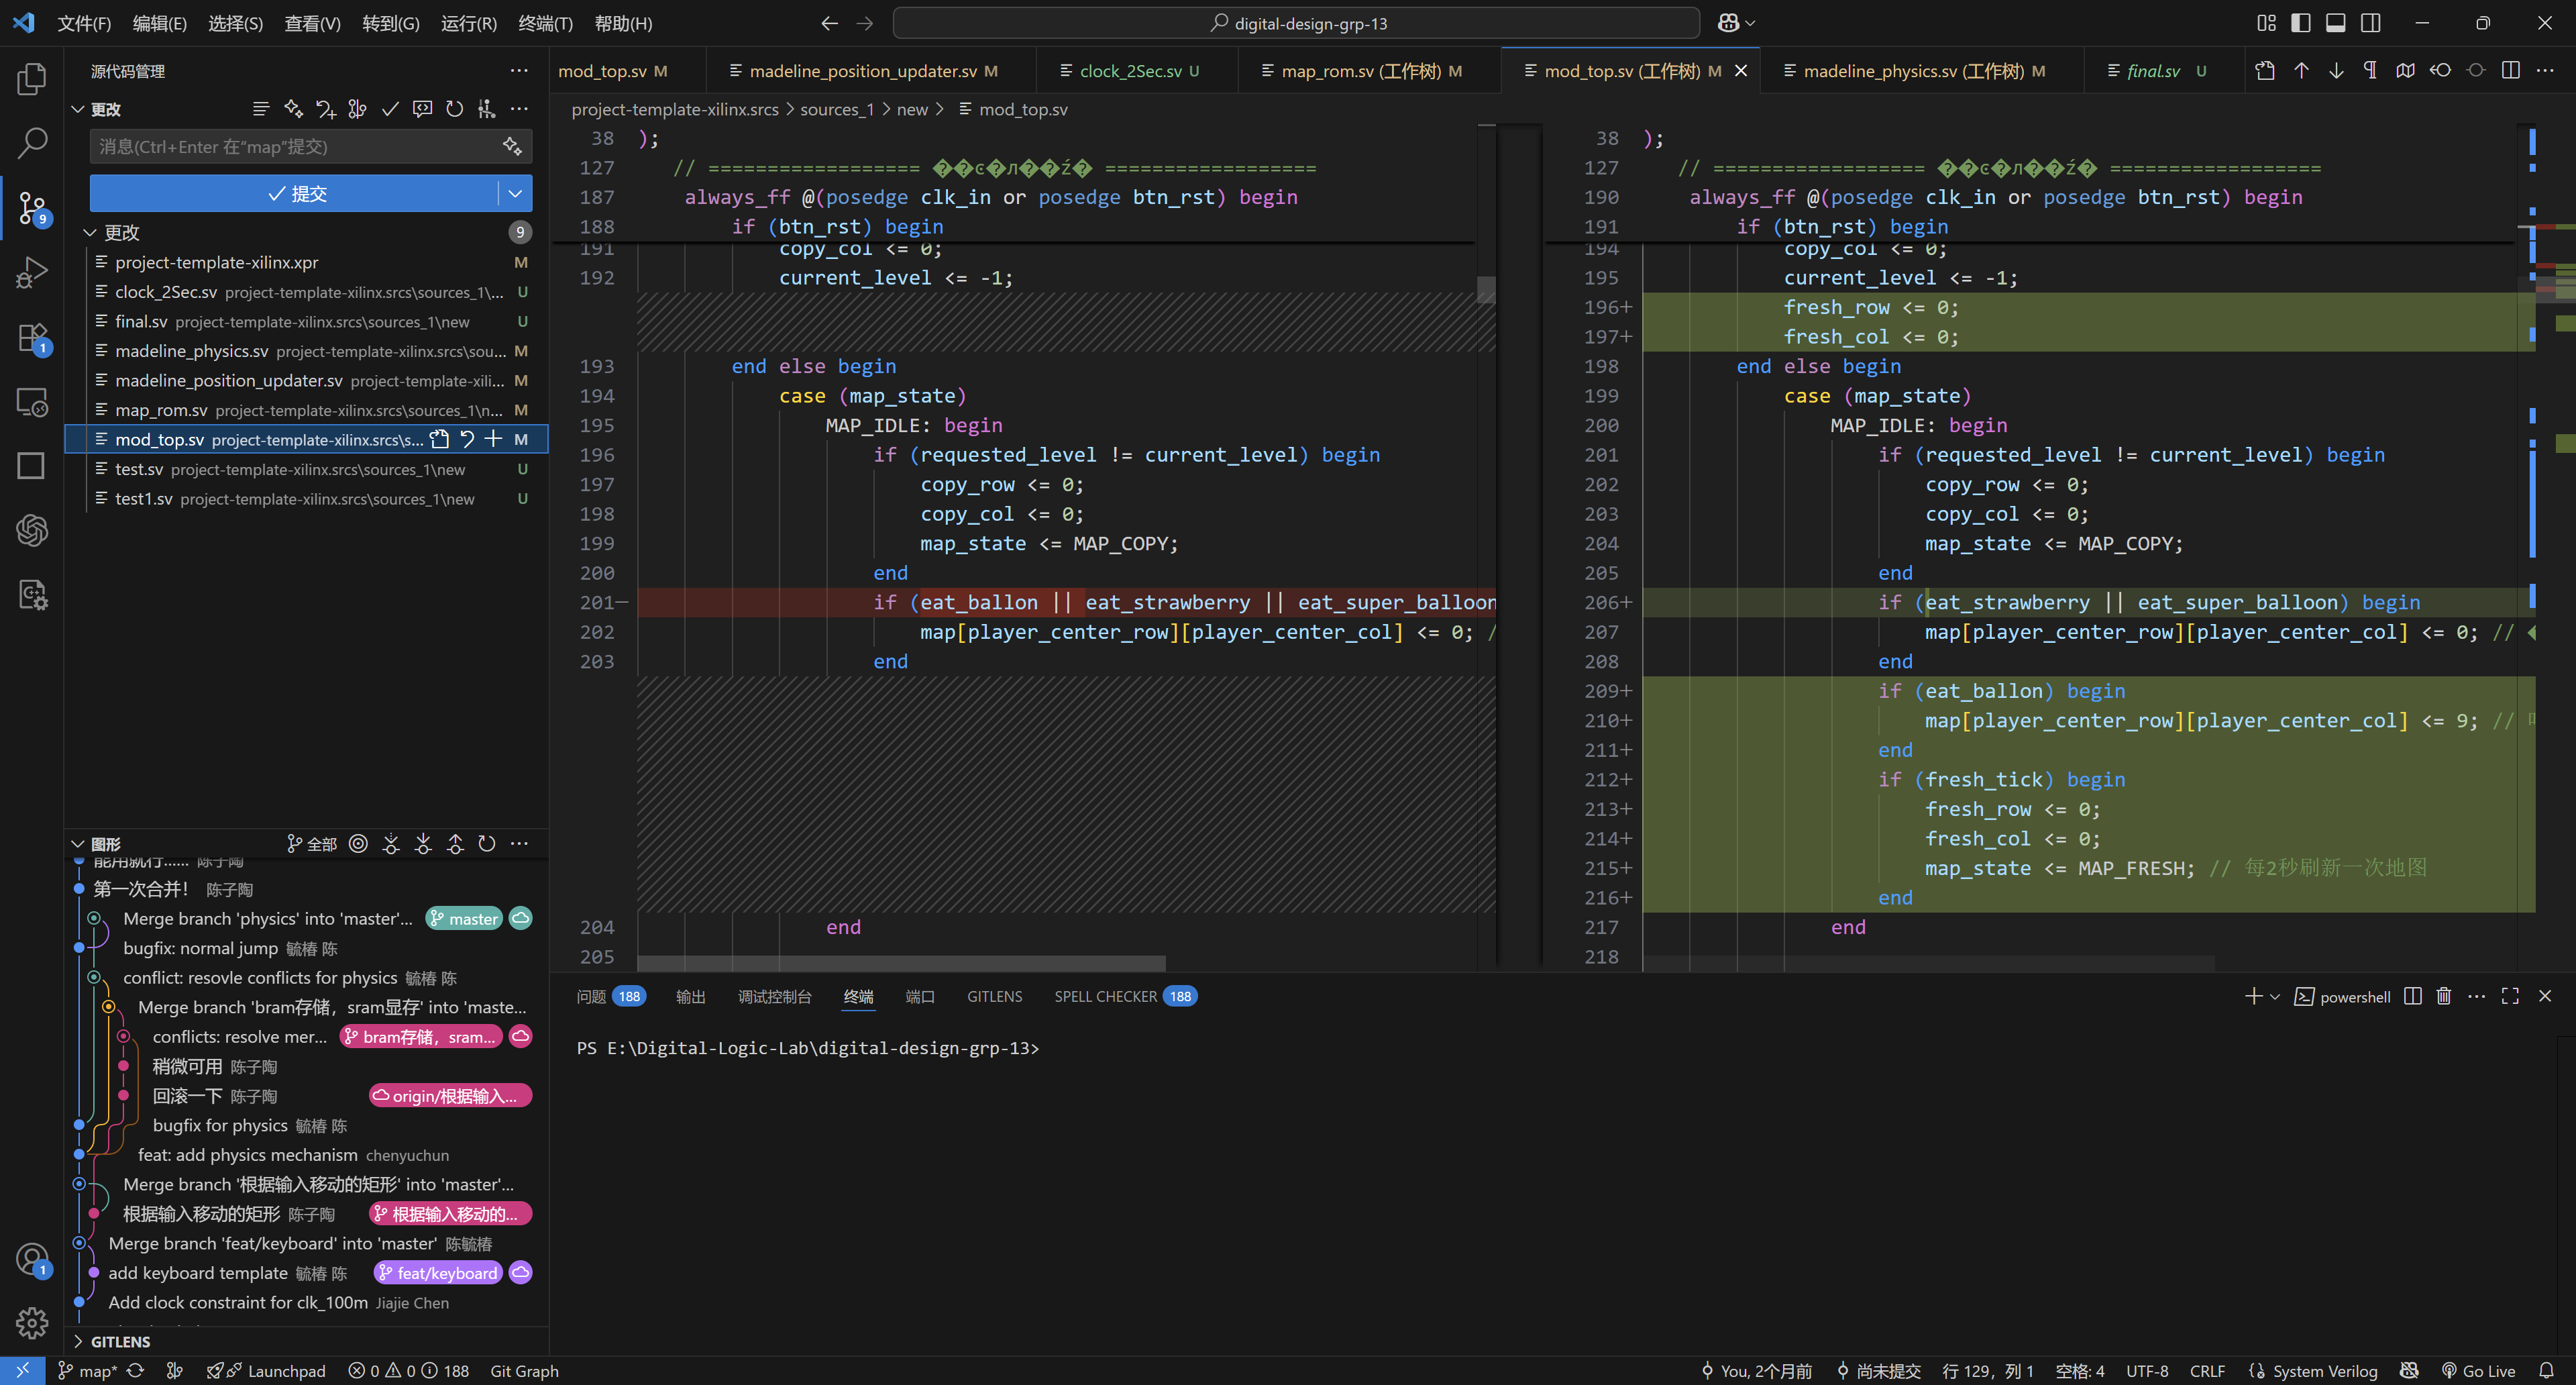 文件(F) 编辑(E) 选择(S) 查看(V) 转到(G) 运行(R) 终端(T) 帮助(H)
digital-design-grp-13
源代码管理
更改
消息(Ctrl+Enter 在“map”提交)
提交
更改 9
project-template-xilinx.xpr M
clock_2Sec.sv project-template-xilinx.srcs\sources_1\... U
final.sv project-template-xilinx.srcs\sources_1\new U
madeline_physics.sv project-template-xilinx.srcs\sou... M
madeline_position_updater.sv project-template-xili... M
map_rom.sv project-template-xilinx.srcs\sources_1\n... M
mod_top.sv project-template-xilinx.srcs\s... M
test.sv project-template-xilinx.srcs\sources_1\new U
test1.sv project-template-xilinx.srcs\sources_1\new U
9
1
1
图形 全部
能用就行...... 陈子陶
第一次合并！ 陈子陶
Merge branch 'physics' into 'master'... master
bugfix: normal jump 毓椿 陈
conflict: resovle conflicts for physics 毓椿 陈
Merge branch 'bram存储，sram显存' into 'maste...
conflicts: resolve mer... bram存储，sram...
稍微可用 陈子陶
回滚一下 陈子陶 origin/根据输入...
bugfix for physics 毓椿 陈
feat: add physics mechanism chenyuchun
Merge branch '根据输入移动的矩形' into 'master'...
根据输入移动的矩形 陈子陶 根据输入移动的...
Merge branch 'feat/keyboard' into 'master' 陈毓椿
add keyboard template 毓椿 陈 feat/keyboard
Add clock constraint for clk_100m Jiajie Chen
GITLENS
mod_top.sv M
madeline_position_updater.sv M
clock_2Sec.sv U
map_rom.sv (工作树) M
mod_top.sv (工作树) M
madeline_physics.sv (工作树) M
final.sv U
project-template-xilinx.srcs > sources_1 > new > mod_top.sv
38 );
127 // ================== ��ͼ�л��ź� ==================
187 always_ff @(posedge clk_in or posedge btn_rst) begin
188 if (btn_rst) begin
191 copy_col <= 0;
192 current_level <= -1;
193 end else begin
194 case (map_state)
195 MAP_IDLE: begin
196 if (requested_level != current_level) begin
197 copy_row <= 0;
198 copy_col <= 0;
199 map_state <= MAP_COPY;
200 end
201− if (eat_ballon || eat_strawberry || eat_super_balloon
202 map[player_center_row][player_center_col] <= 0; /
203 end
204 end
205
38 );
127 // ================== ��ͼ�л��ź� ==================
190 always_ff @(posedge clk_in or posedge btn_rst) begin
191 if (btn_rst) begin
194 copy_col <= 0;
195 current_level <= -1;
196+ fresh_row <= 0;
197+ fresh_col <= 0;
198 end else begin
199 case (map_state)
200 MAP_IDLE: begin
201 if (requested_level != current_level) begin
202 copy_row <= 0;
203 copy_col <= 0;
204 map_state <= MAP_COPY;
205 end
206+ if (eat_strawberry || eat_super_balloon) begin
207 map[player_center_row][player_center_col] <= 0; // �
208 end
209+ if (eat_ballon) begin
210+ map[player_center_row][player_center_col] <= 9; //
211+ end
212+ if (fresh_tick) begin
213+ fresh_row <= 0;
214+ fresh_col <= 0;
215+ map_state <= MAP_FRESH; // 每2秒刷新一次地图
216+ end
217 end
218
问题 188 输出 调试控制台 终端 端口 GITLENS SPELL CHECKER 188 powershell
PS E:\Digital-Logic-Lab\digital-design-grp-13>
map* Launchpad 0 0 188 Git Graph You, 2个月前 尚未提交 行 129，列 1 空格: 4 UTF-8 CRLF System Verilog Go Live